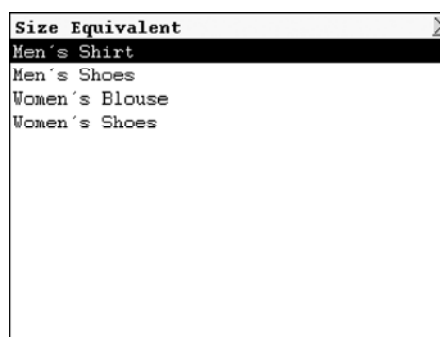 Size Equivalent
Men´s Shirt
Men´s Shoes
Women´s Blouse
Women´s Shoes